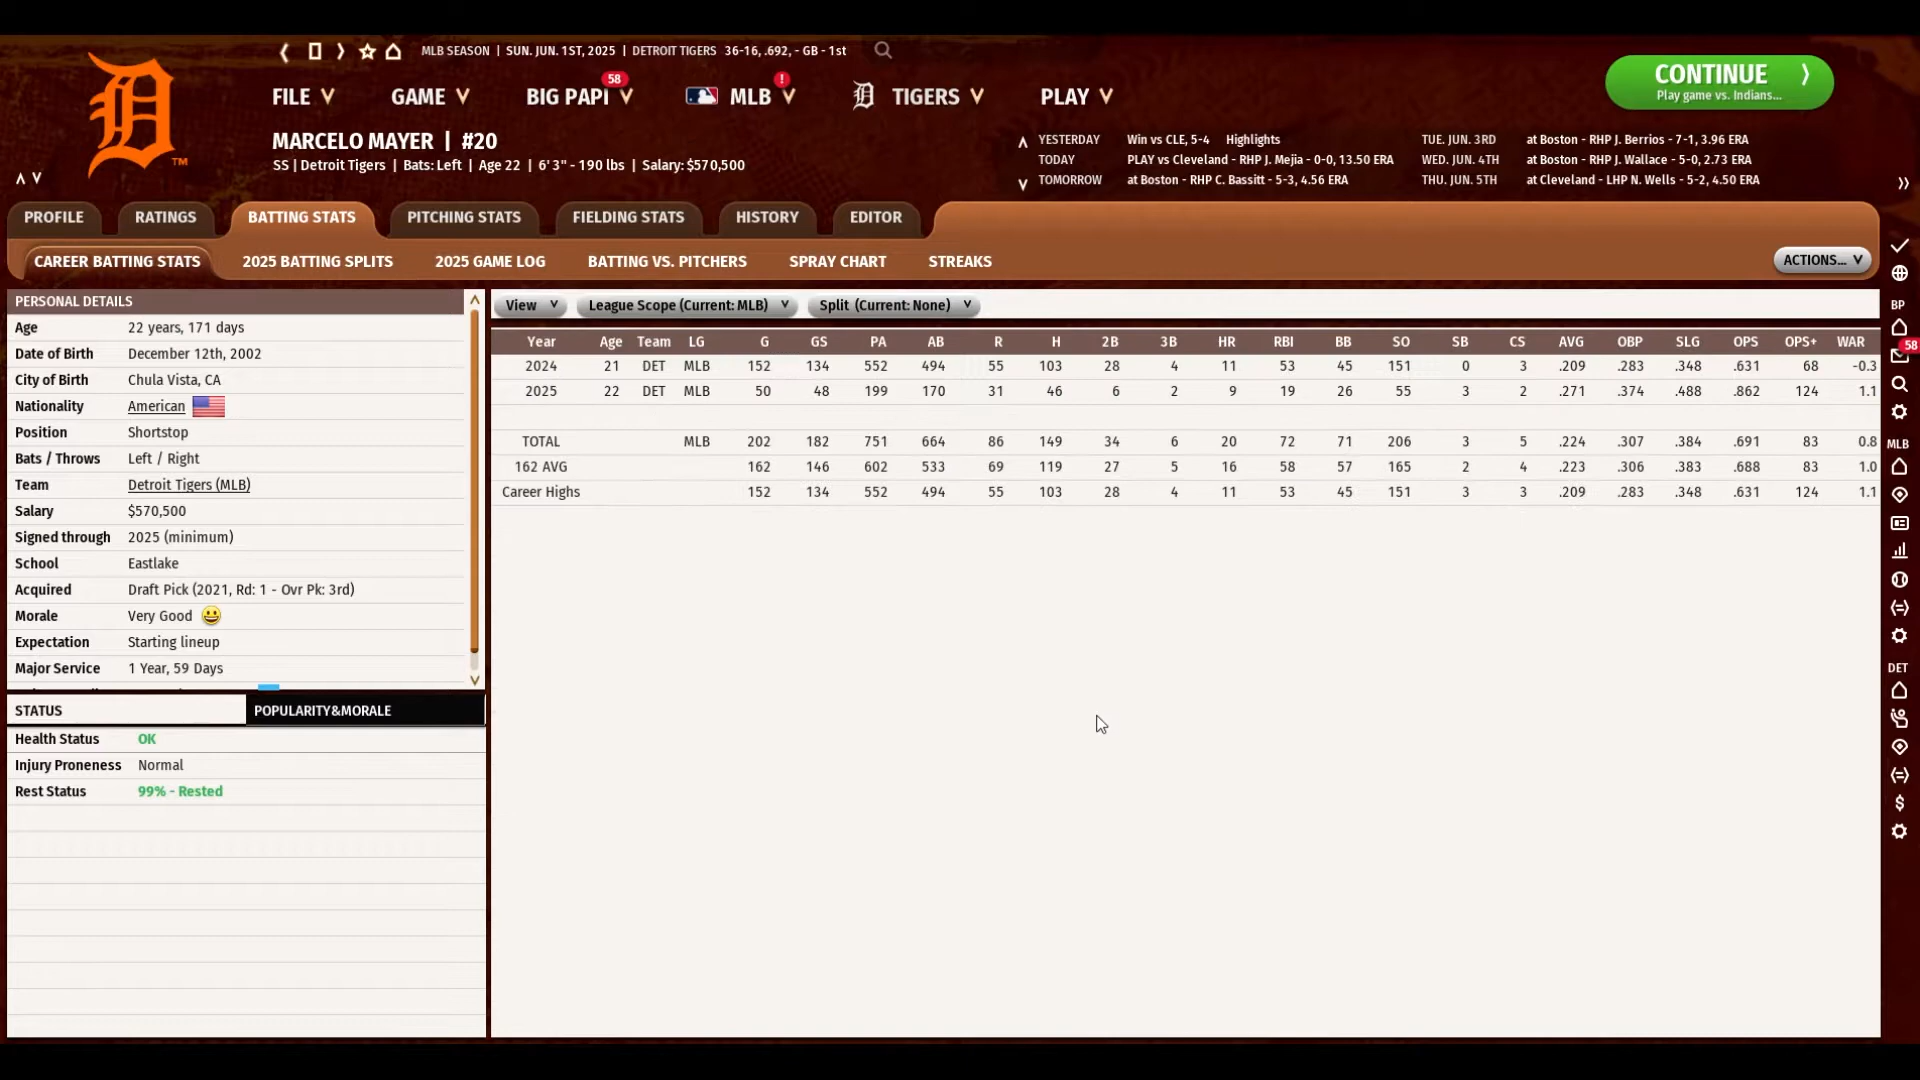 MLB SEASON | SUN. JUN. 1ST, 2025 | DETROIT TIGERS 36-16, .692, - GB - 1st
FILE GAME BIG PAPI 58 MLB ! TIGERS PLAY
CONTINUE
Play game vs. Indians...
MARCELO MAYER | #20
SS | Detroit Tigers | Bats: Left | Age 22 | 6' 3" - 190 lbs | Salary: $570,500
YESTERDAY Win vs CLE, 5-4 Highlights TUE. JUN. 3RD at Boston - RHP J. Berrios - 7-1, 3.96 ERA
TODAY PLAY vs Cleveland - RHP J. Mejia - 0-0, 13.50 ERA WED. JUN. 4TH at Boston - RHP J. Wallace - 5-0, 2.73 ERA
TOMORROW at Boston - RHP C. Bassitt - 5-3, 4.56 ERA THU. JUN. 5TH at Cleveland - LHP N. Wells - 5-2, 4.50 ERA
PROFILE RATINGS BATTING STATS PITCHING STATS FIELDING STATS HISTORY EDITOR
CAREER BATTING STATS 2025 BATTING SPLITS 2025 GAME LOG BATTING VS. PITCHERS SPRAY CHART STREAKS ACTIONS...
PERSONAL DETAILS
Age 22 years, 171 days
Date of Birth December 12th, 2002
City of Birth Chula Vista, CA
Nationality American
Position Shortstop
Bats / Throws Left / Right
Team Detroit Tigers (MLB)
Salary $570,500
Signed through 2025 (minimum)
School Eastlake
Acquired Draft Pick (2021, Rd: 1 - Ovr Pk: 3rd)
Morale Very Good
Expectation Starting lineup
Major Service 1 Year, 59 Days
STATUS POPULARITY&MORALE
Health Status OK
Injury Proneness Normal
Rest Status 99% - Rested
View League Scope (Current: MLB) Split (Current: None)
Year Age Team LG G GS PA AB R H 2B 3B HR RBI BB SO SB CS AVG OBP SLG OPS OPS+ WAR
2024 21 DET MLB 152 134 552 494 55 103 28 4 11 53 45 151 0 3 .209 .283 .348 .631 68 -0.3
2025 22 DET MLB 50 48 199 170 31 46 6 2 9 19 26 55 3 2 .271 .374 .488 .862 124 1.1
TOTAL MLB 202 182 751 664 86 149 34 6 20 72 71 206 3 5 .224 .307 .384 .691 83 0.8
162 AVG 162 146 602 533 69 119 27 5 16 58 57 165 2 4 .223 .306 .383 .688 83 1.0
Career Highs 152 134 552 494 55 103 28 4 11 53 45 151 3 3 .209 .283 .348 .631 124 1.1
BP
58
MLB
DET